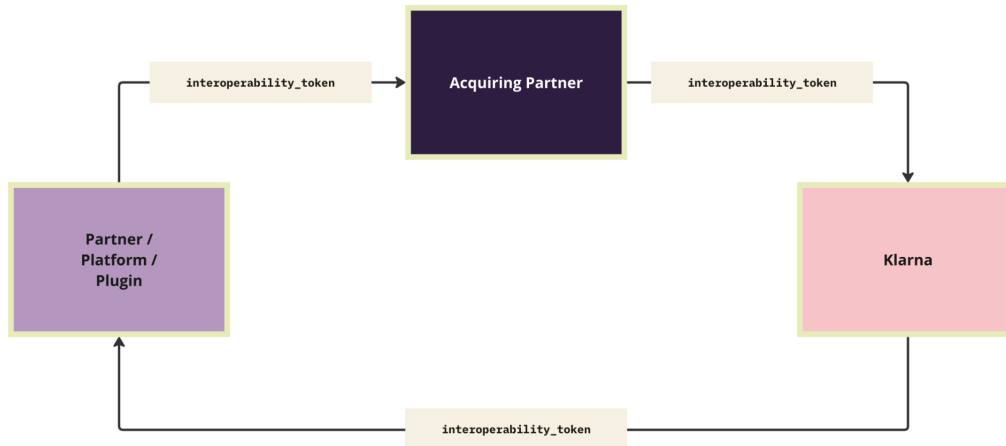 interoperability_token
Acquiring Partner
interoperability_token
Partner /
Platform /
Plugin
Klarna
interoperability_token